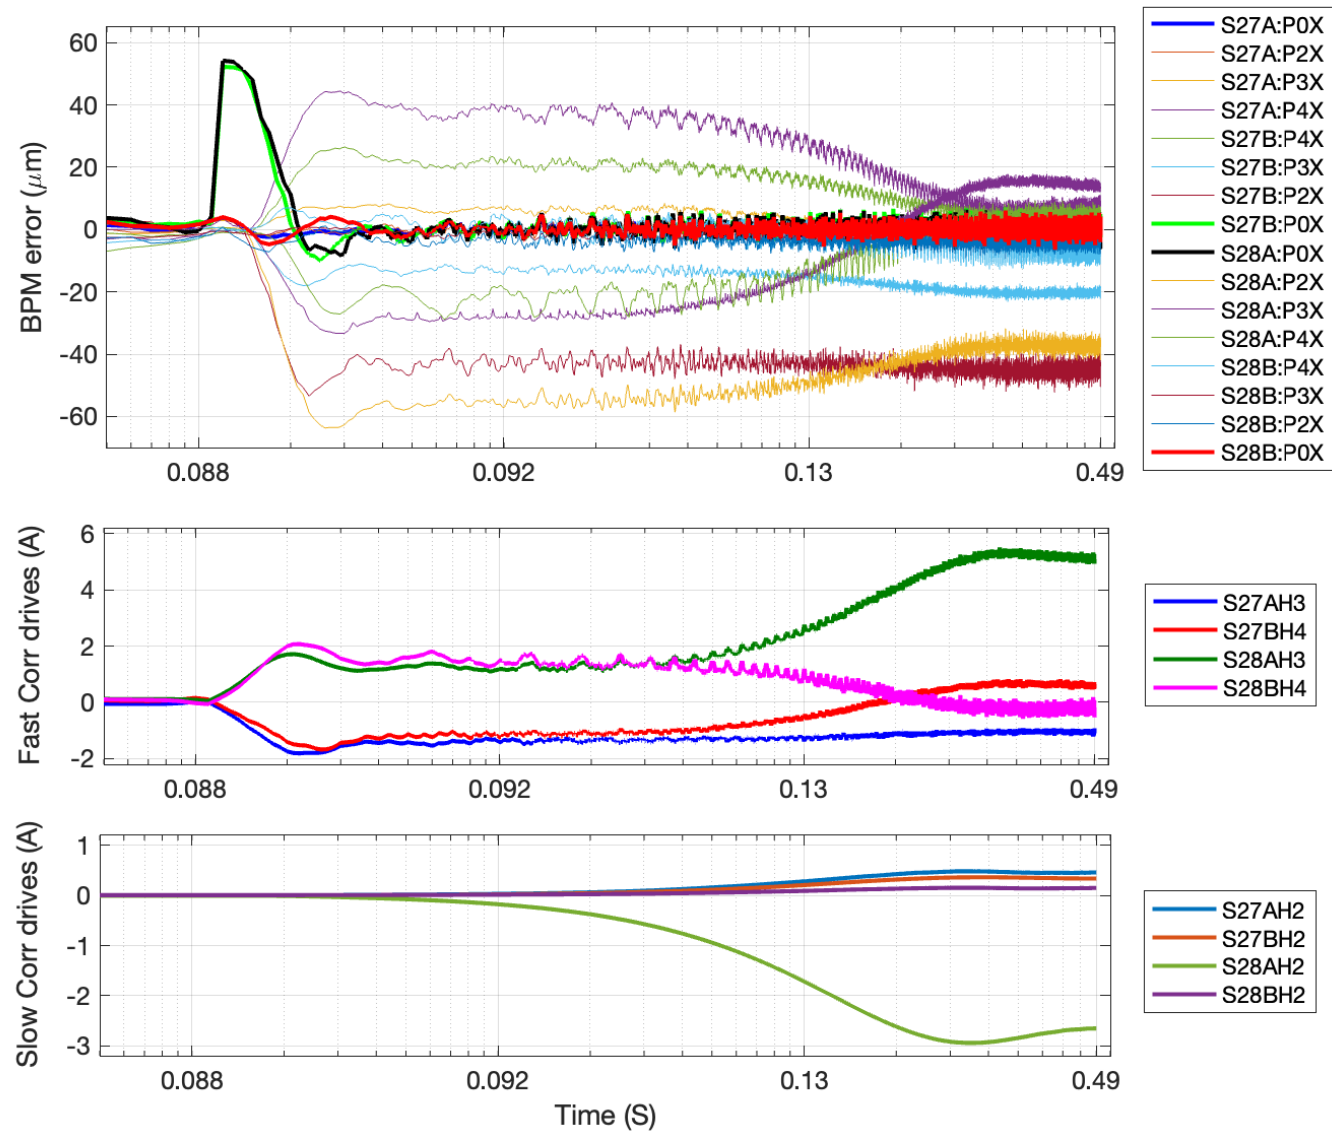 BPM error (μm)
60
40
20
0
-20
-40
-60
0.088
0.092
0.13
0.49
S27A:P0X
S27A:P2X
S27A:P3X
S27A:P4X
S27B:P4X
S27B:P3X
S27B:P2X
S27B:P0X
S28A:P0X
S28A:P2X
S28A:P3X
S28A:P4X
S28B:P4X
S28B:P3X
S28B:P2X
S28B:P0X
Fast Corr drives (A)
6
4
2
0
-2
0.088
0.092
0.13
0.49
S27AH3
S27BH4
S28AH3
S28BH4
Slow Corr drives (A)
1
0
-1
-2
-3
0.088
0.092
0.13
0.49
Time (S)
S27AH2
S27BH2
S28AH2
S28BH2